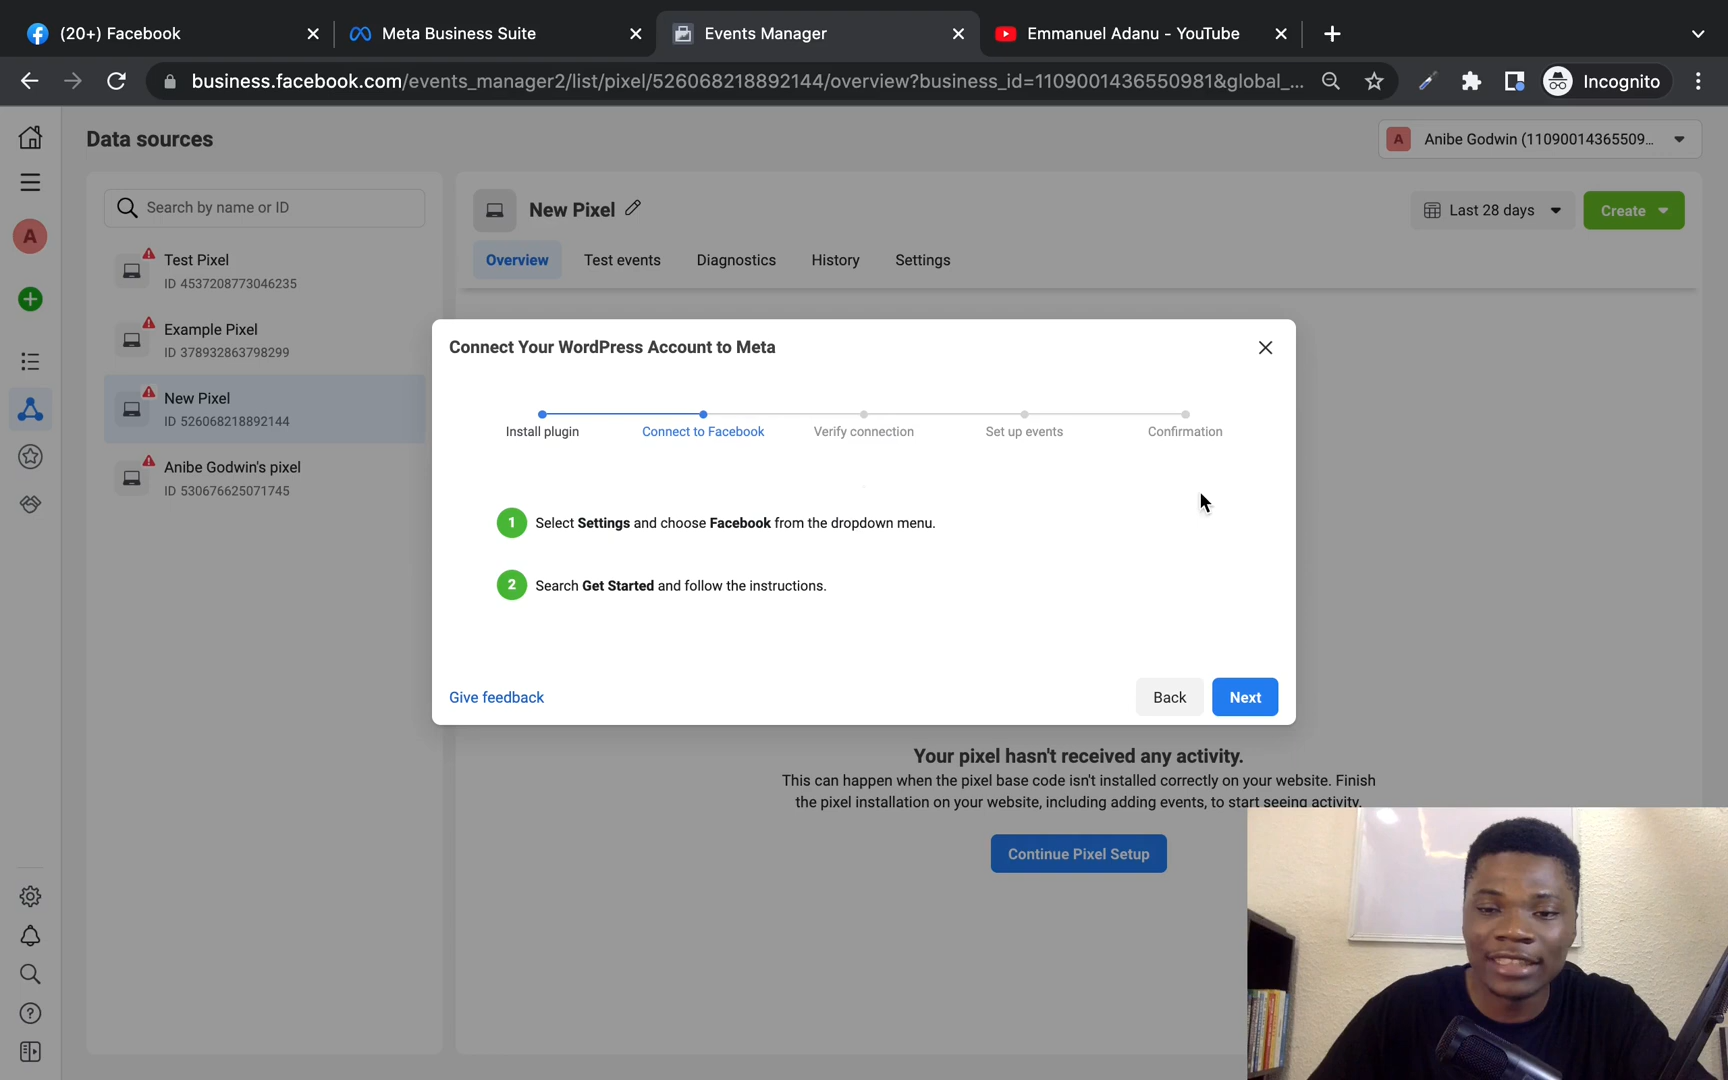 (20+) Facebook
Meta Business Suite
Events Manager
Emmanuel Adanu - YouTube
business.facebook.com/events_manager2/list/pixel/526068218892144/overview?business_id=1109001436550981&global_...
Incognito
Data sources
A
Anibe Godwin (11090014365509...
A
Search by name or ID
Test Pixel
ID 4537208773046235
Example Pixel
ID 378932863798299
New Pixel
ID 526068218892144
Anibe Godwin's pixel
ID 530676625071745
New Pixel
Last 28 days
Create
Overview
Test events
Diagnostics
History
Settings
Connect Your WordPress Account to Meta
Install plugin
Connect to Facebook
Verify connection
Set up events
Confirmation
1 Select Settings and choose Facebook from the dropdown menu.
2 Search Get Started and follow the instructions.
Give feedback
Back
Next
Your pixel hasn't received any activity.
This can happen when the pixel base code isn't installed correctly on your website. Finish
the pixel installation on your website, including adding events, to start seeing activity.
Continue Pixel Setup